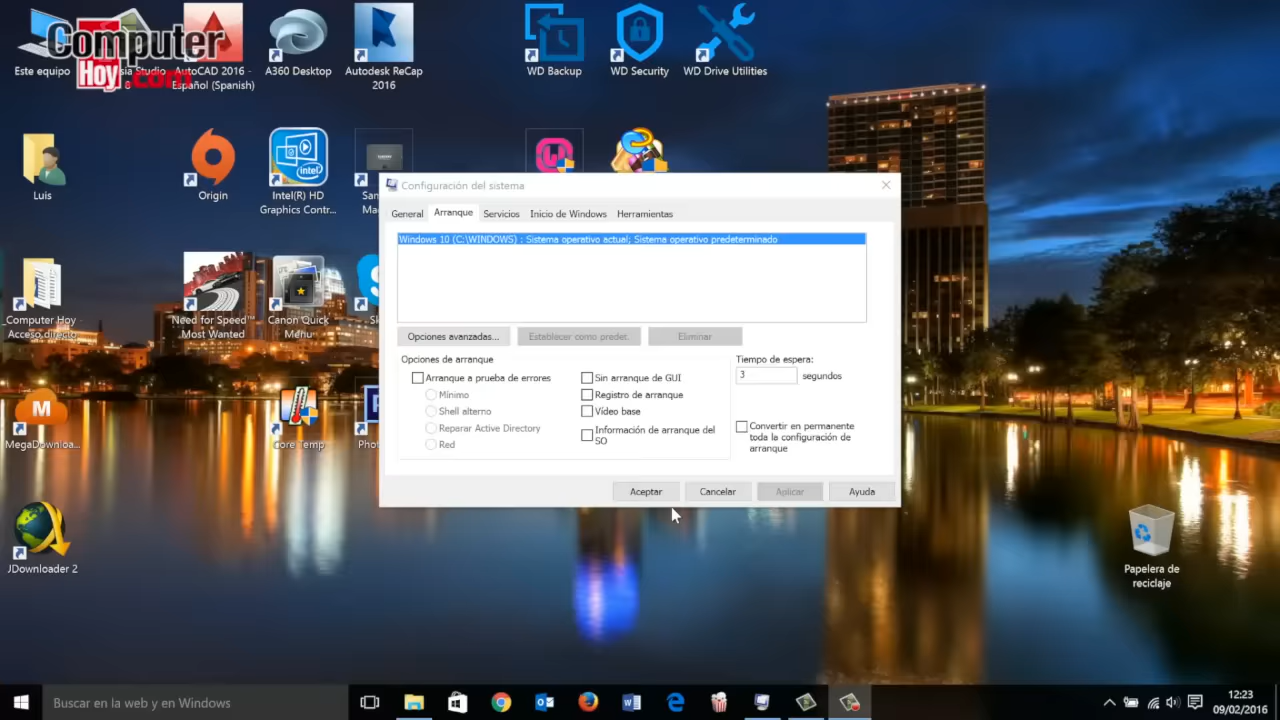 Computer
Hoy.com
Este equipo
AutoCAD 2016 -
Español (Spanish)
A360 Desktop
Autodesk ReCap
2016
WD Backup
WD Security
WD Drive Utilities
Luis
Origin
Intel(R) HD
Graphics Contr...
Computer Hoy -
Acceso directo
Need for Speed™
Most Wanted
Canon Quick
Menu
MegaDownloa...
Core Temp
JDownloader 2
Papelera de
reciclaje
Configuración del sistema
General
Arranque
Servicios
Inicio de Windows
Herramientas
Windows 10 (C:\WINDOWS) : Sistema operativo actual; Sistema operativo predeterminado
Opciones avanzadas...
Establecer como predet.
Eliminar
Opciones de arranque
Arranque a prueba de errores
Mínimo
Shell alterno
Reparar Active Directory
Red
Sin arranque de GUI
Registro de arranque
Vídeo base
Información de arranque del
SO
Tiempo de espera:
3 segundos
Convertir en permanente
toda la configuración de
arranque
Aceptar
Cancelar
Aplicar
Ayuda
Buscar en la web y en Windows
12:23
09/02/2016